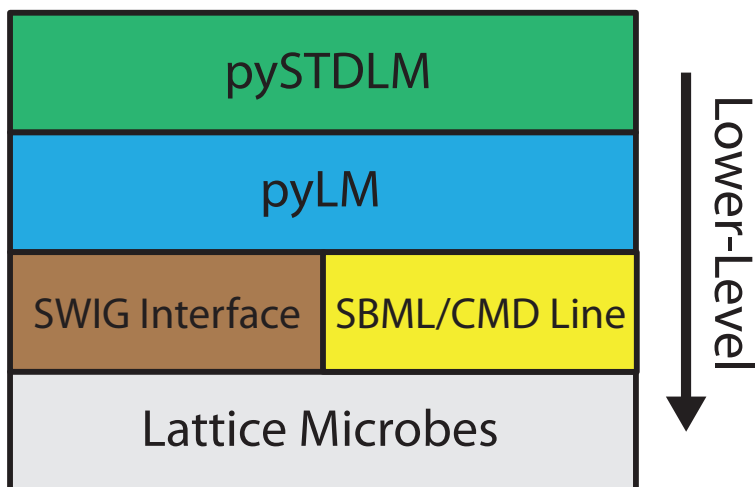 pySTDLM
pyLM
SWIG Interface
SBML/CMD Line
Lattice Microbes
Lower-Level